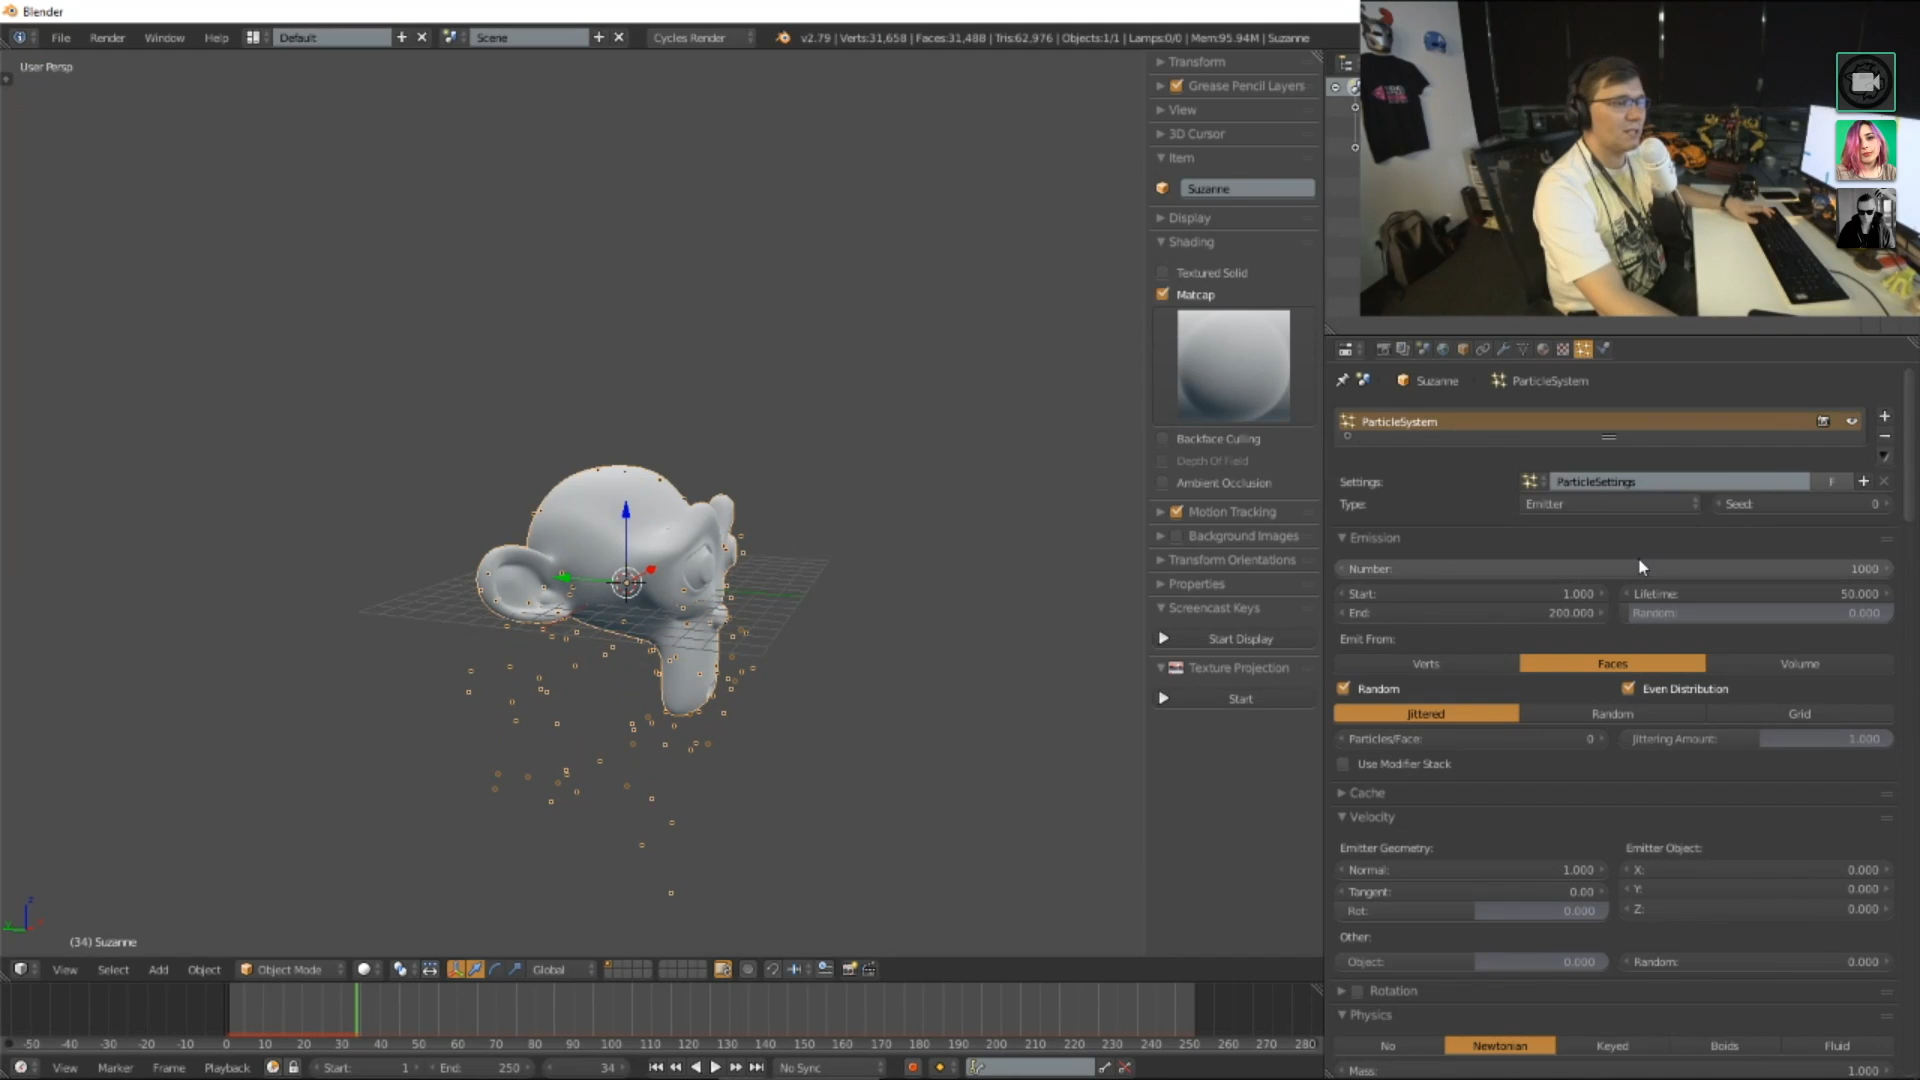 Blender
File Render Window Help Default Scene Cycles Render v2.79 | Verts:31,658 | Faces:31,488 | Tris:62,976 | Objects:1/1 | Lamps:0/0 | Mem:95.94M | Suzanne
User Persp
Transform
Grease Pencil Layers
View
3D Cursor
Item
Suzanne
Display
Shading
Textured Solid
Matcap
Backface Culling
Depth Of Field
Ambient Occlusion
Motion Tracking
Background Images
Transform Orientations
Properties
Screencast Keys
Start Display
Texture Projection
Start
Suzanne ParticleSystem
ParticleSystem
Settings: ParticleSettings F
Type: Emitter Seed: 0
Emission
Number: 1000
Start: 1.000 Lifetime: 50.000
End: 200.000 Random: 0.000
Emit From:
Verts Faces Volume
Random Even Distribution
Jittered Random Grid
Particles/Face: 0 Jittering Amount: 1.000
Use Modifier Stack
Cache
Velocity
Emitter Geometry: Emitter Object:
Normal: 1.000 X: 0.000
Tangent: 0.00 Y: 0.000
Rot: 0.000 Z: 0.000
Other:
Object: 0.000 Random: 0.000
Rotation
Physics
No Newtonian Keyed Boids Fluid
Mass: 1.000
z
(34) Suzanne
View Select Add Object Object Mode Global
-50 -40 -30 -20 -10 0 10 20 30 40 50 60 70 80 90 100 110 120 130 140 150 160 170 180 190 200 210 220 230 240 250 260 270 280
View Marker Frame Playback Start: 1 End: 250 34 No Sync